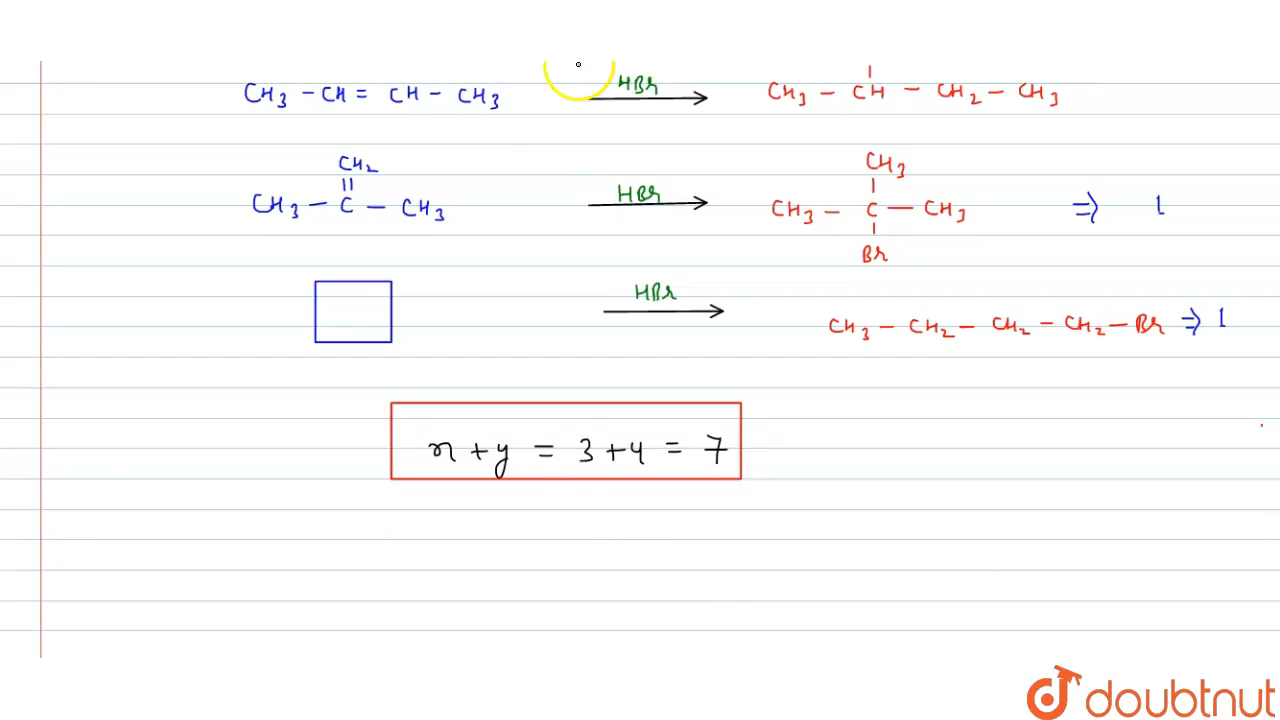 CH3 – CH = CH – CH3 HBr CH3 – CH – CH2 – CH3
CH2
CH3
CH3 – C – CH3 HBr CH3 – C – CH3 ⇒ 1
Br
HBr
CH3 – CH2 – CH2 – CH2 – Br ⇒ 1
x + y = 3 + 4 = 7
doubtnut